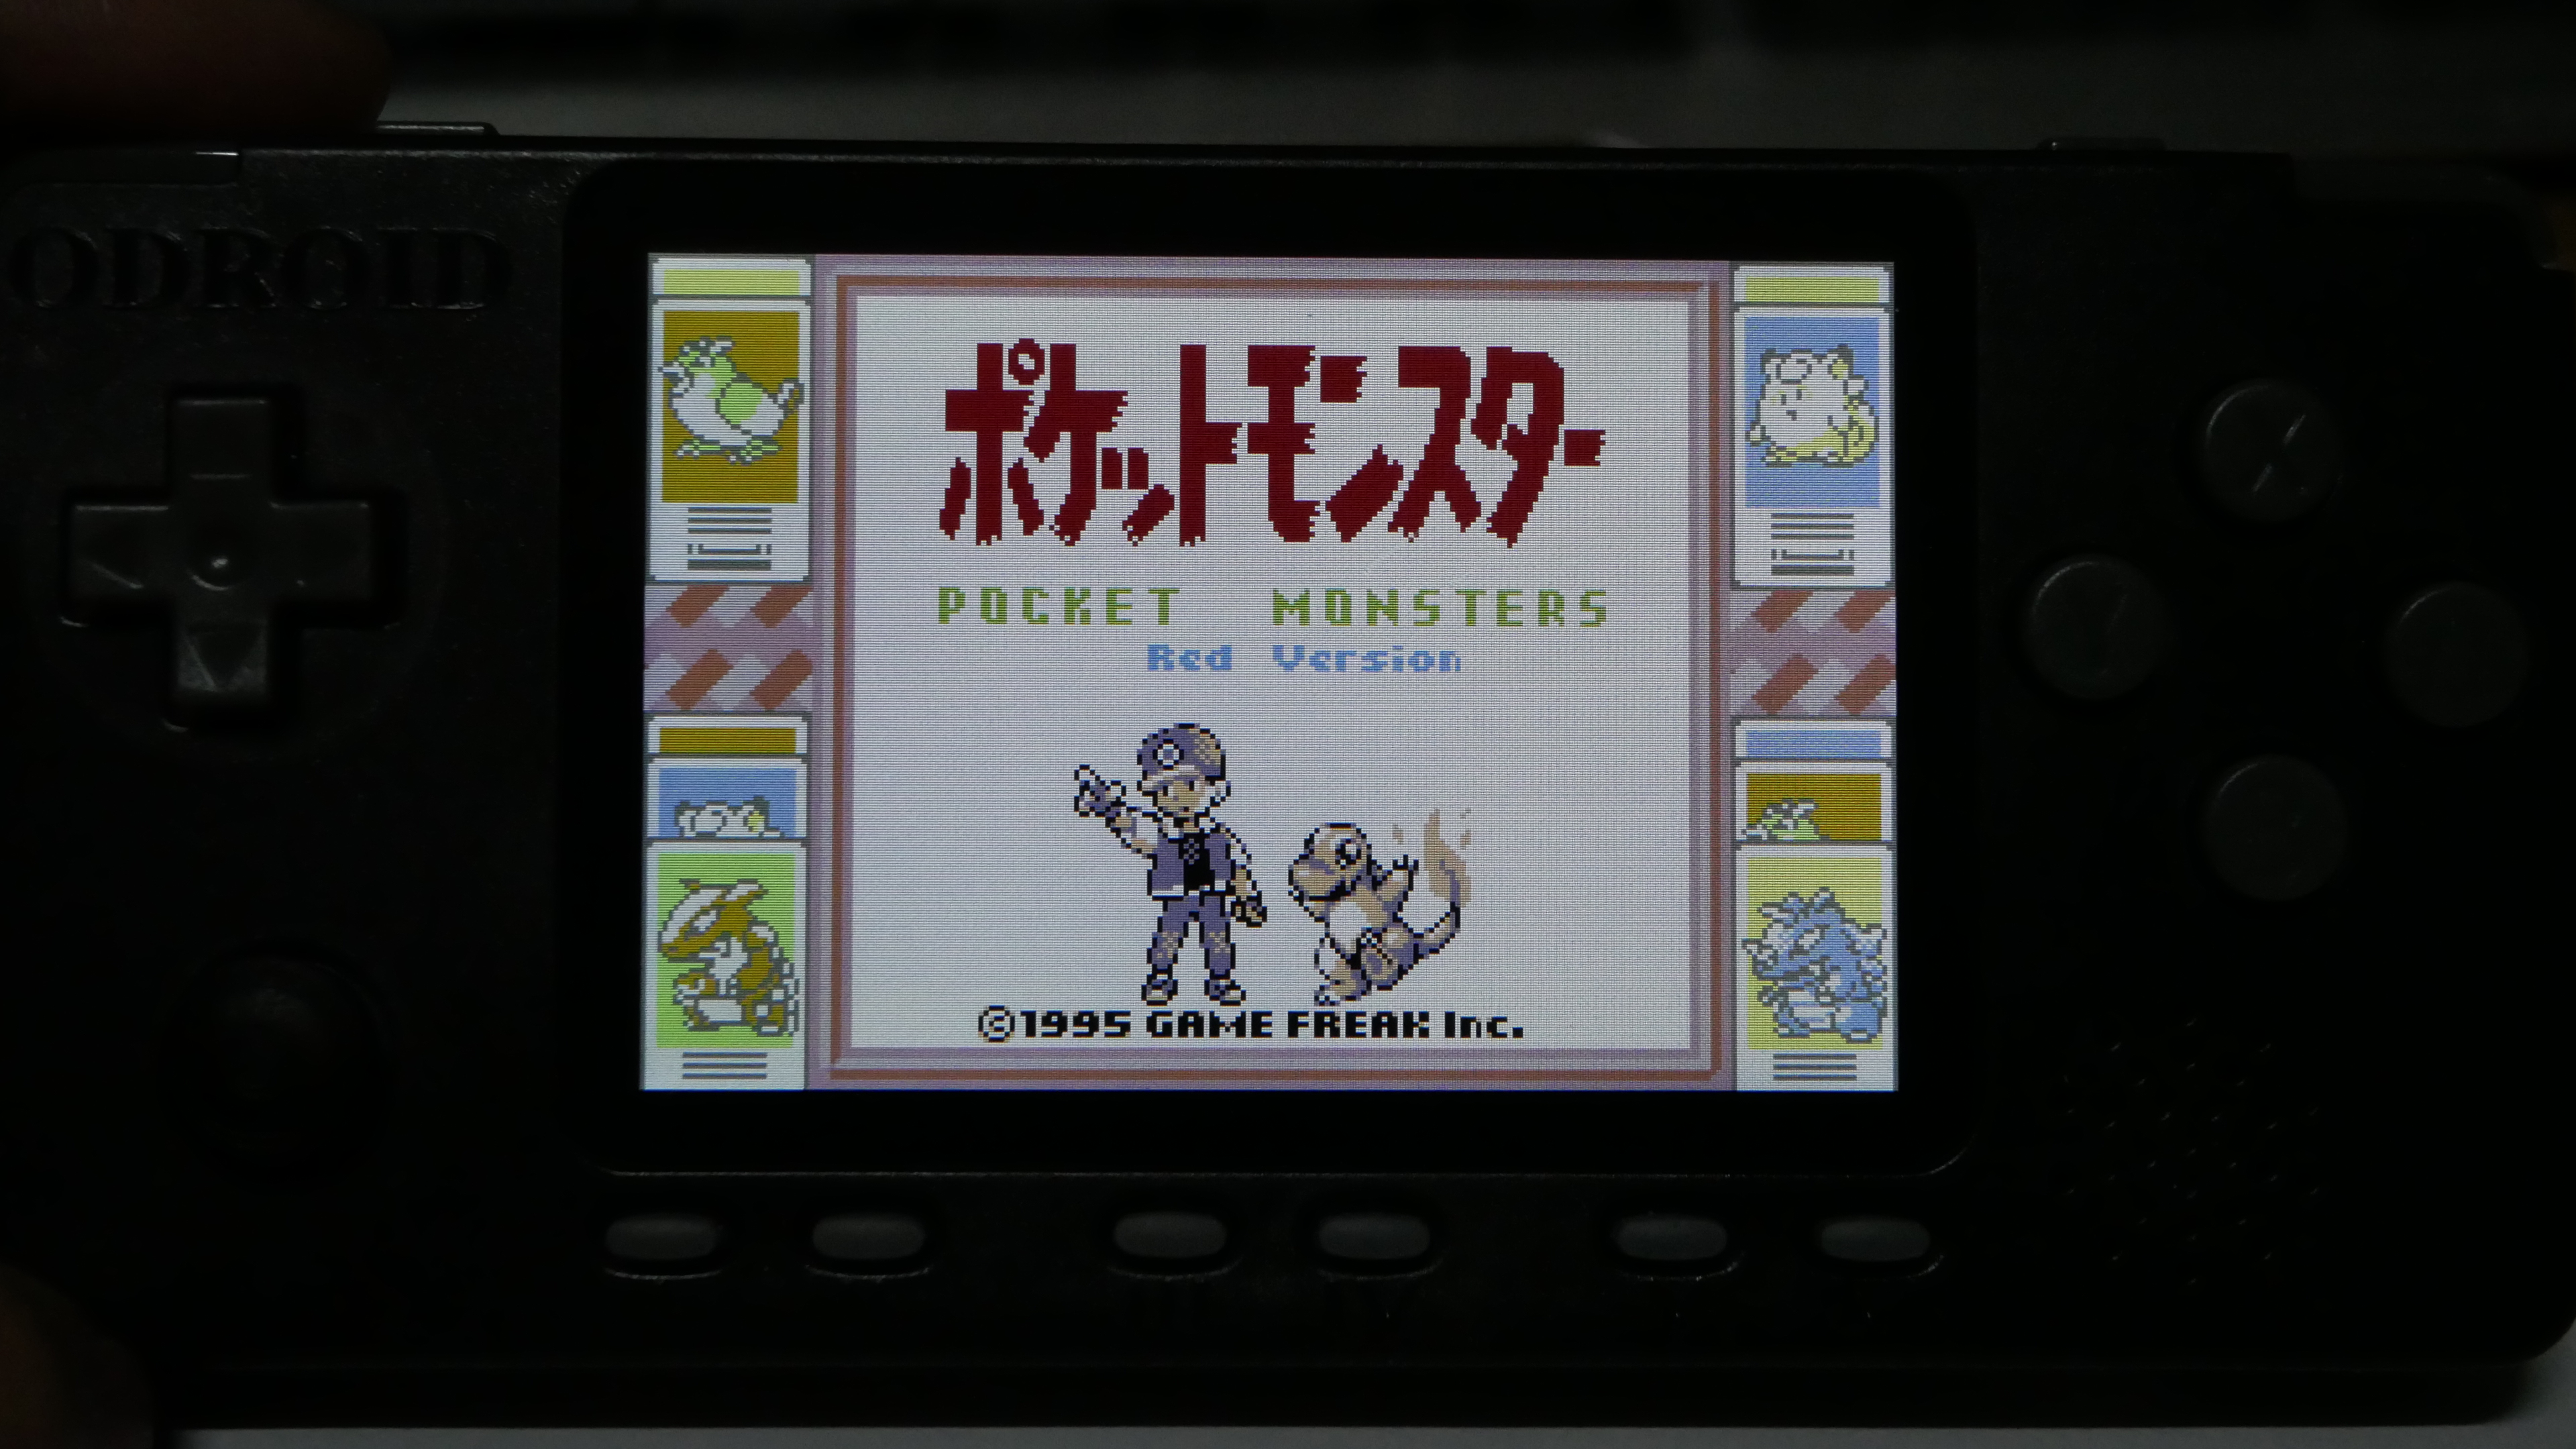 ODROID
ポケットモンスター
POCKET MONSTERS
Red Version
©1995 GAME FREAK Inc.